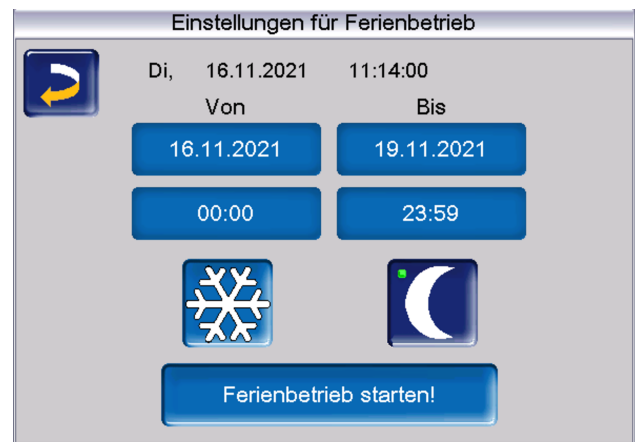 Einstellungen für Ferienbetrieb
Di, 16.11.2021 11:14:00
Von Bis
16.11.2021 19.11.2021
00:00 23:59
Ferienbetrieb starten!